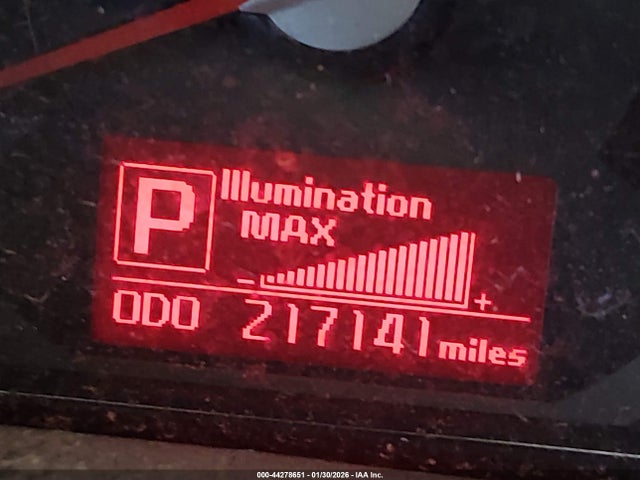 P
Illumination
MAX
- +
ODO 217141 miles
000-44278651 - 01/30/2026 - IAA Inc.